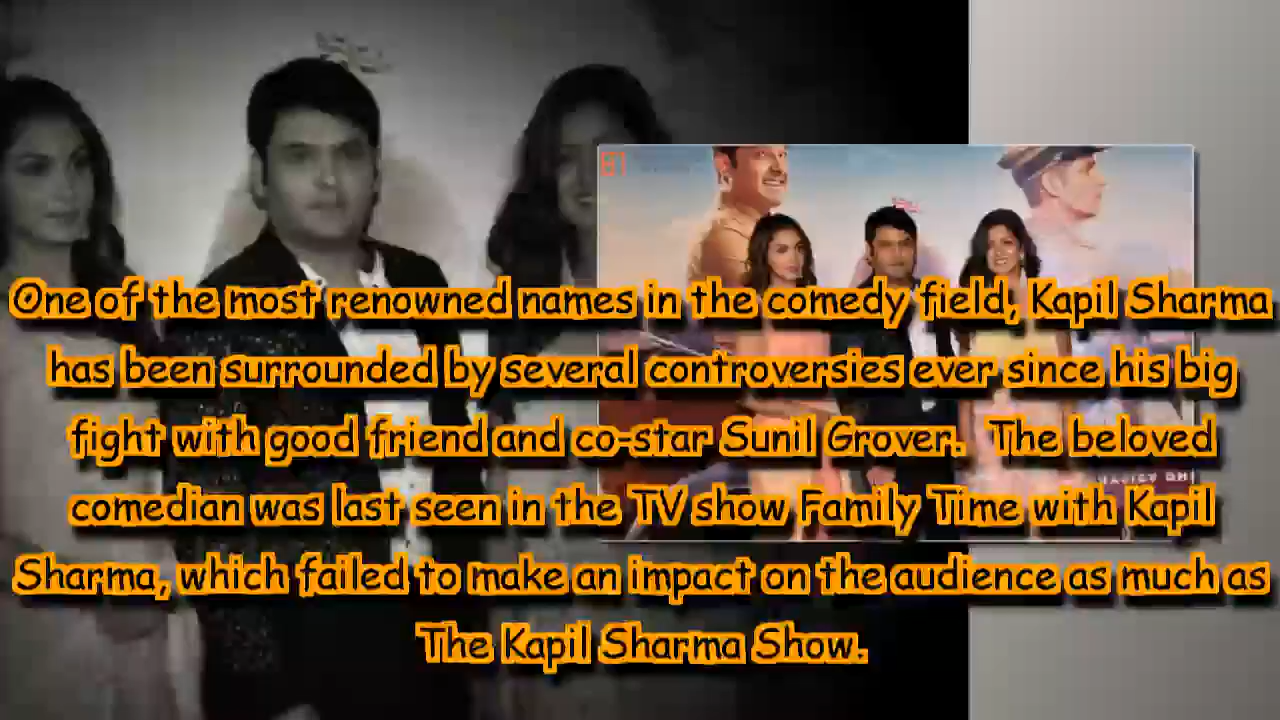 One of the most renowned names in the comedy field, Kapil Sharma
has been surrounded by several controversies ever since his big
fight with good friend and co-star Sunil Grover. The beloved
comedian was last seen in the TV show Family Time with Kapil
Sharma, which failed to make an impact on the audience as much as
The Kapil Sharma Show.